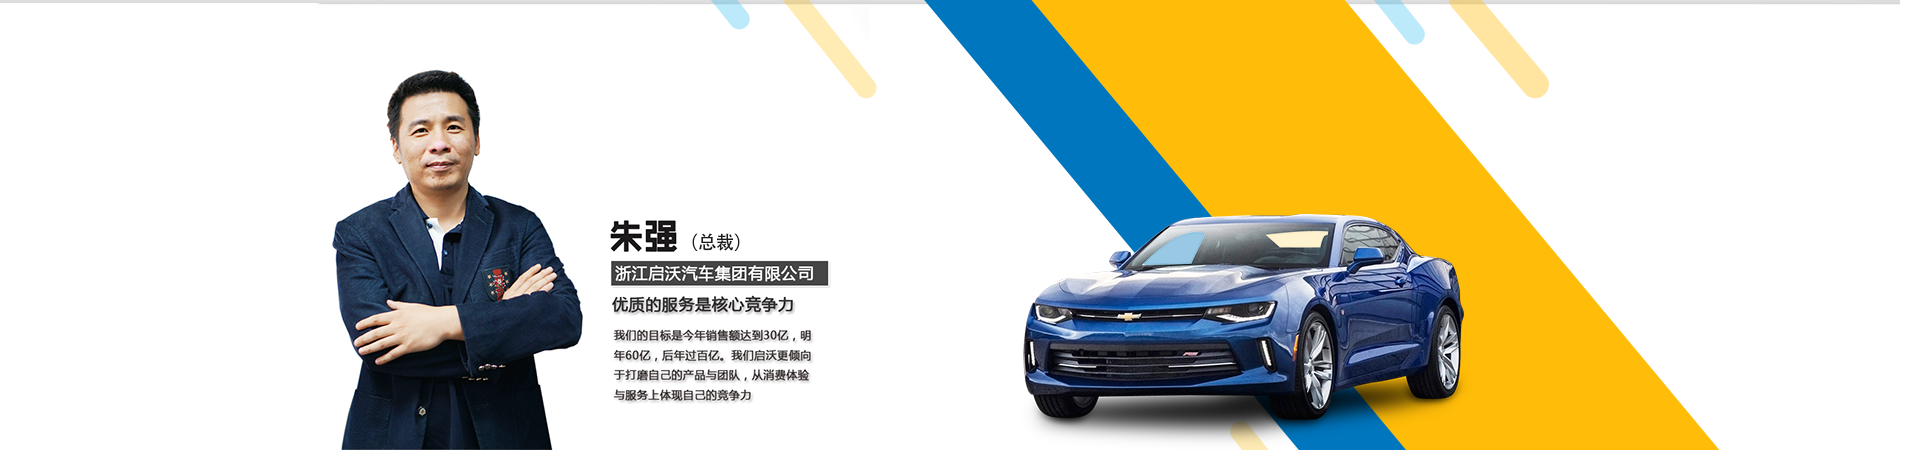 朱强（总裁）
浙江启沃汽车集团有限公司
优质的服务是核心竞争力
我们的目标是今年销售额达到30亿，明
年60亿，后年过百亿。我们启沃更倾向
于打磨自己的产品与团队，从消费体验
与服务上体现自己的竞争力